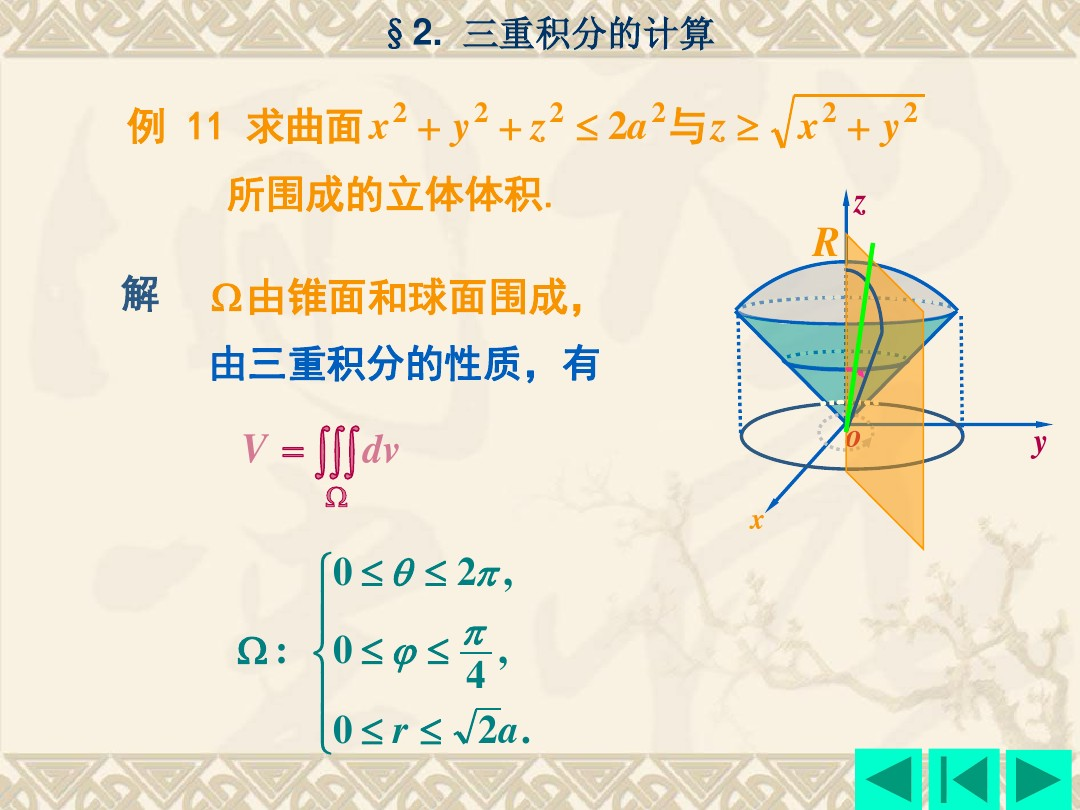 §2. 三重积分的计算
例 11 求曲面 x² + y² + z² ≤ 2a² 与 z ≥ √(x² + y²)
所围成的立体体积.
解 Ω由锥面和球面围成，
由三重积分的性质，有
V = ∭dv
Ω
0 ≤ θ ≤ 2π,
Ω: 0 ≤ φ ≤ π/4,
0 ≤ r ≤ √2a.
z
R
o
y
x